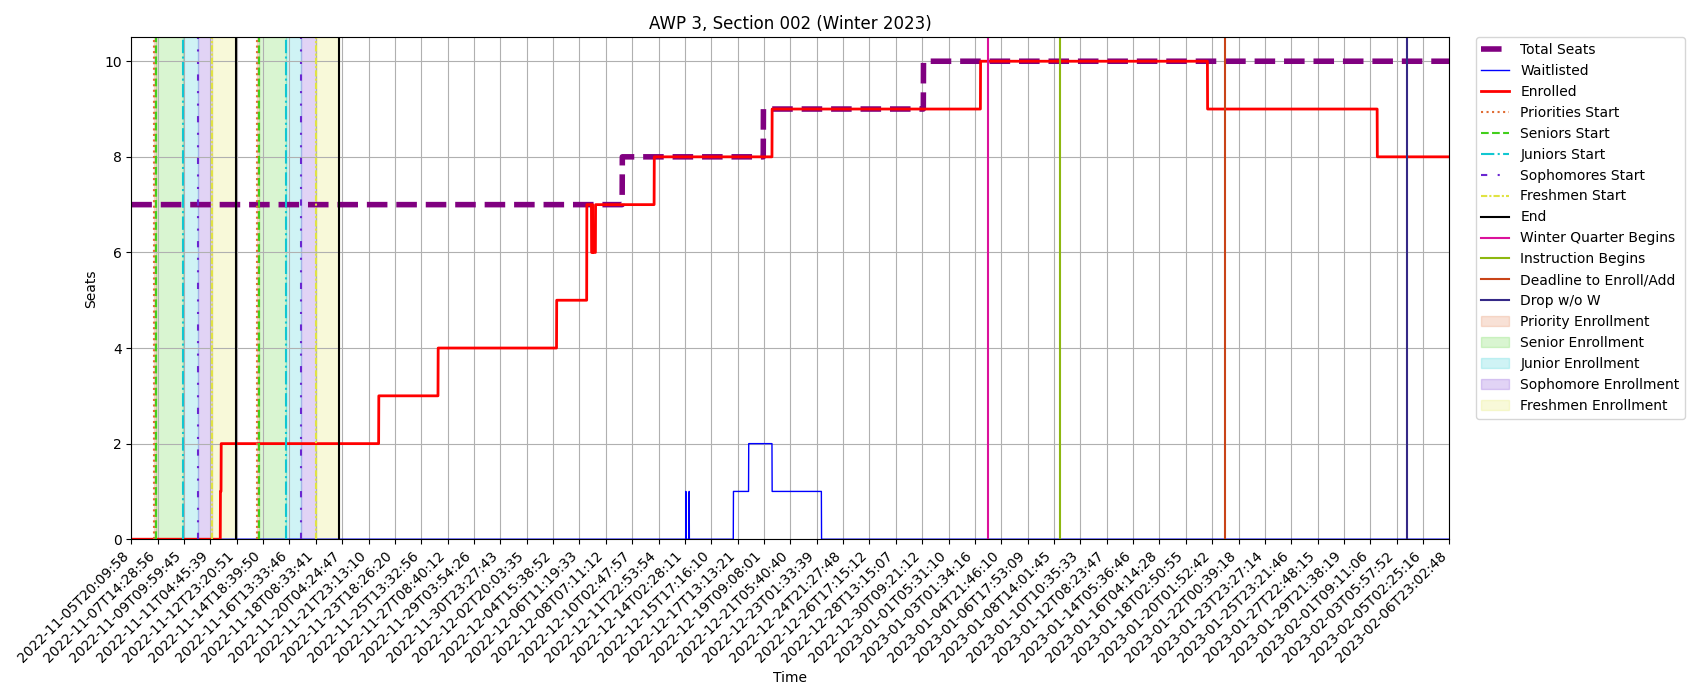 AWP 3, Section 002 (Winter 2023)
Seats
10
8
6
4
2
0
2022-11-05T20:09:58
2022-11-07T14:28:56
2022-11-09T09:59:45
2022-11-11T04:45:39
2022-11-12T23:20:51
2022-11-14T18:39:50
2022-11-16T13:33:46
2022-11-18T08:33:41
2022-11-20T04:24:47
2022-11-21T23:13:10
2022-11-23T18:26:20
2022-11-25T13:32:56
2022-11-27T08:40:12
2022-11-29T03:54:26
2022-11-30T23:27:43
2022-12-02T20:03:35
2022-12-04T15:38:52
2022-12-06T11:19:33
2022-12-08T07:11:12
2022-12-10T02:47:57
2022-12-11T22:53:54
2022-12-14T02:28:11
2022-12-15T17:16:10
2022-12-17T13:13:21
2022-12-19T09:08:01
2022-12-21T05:40:40
2022-12-23T01:33:39
2022-12-24T21:27:48
2022-12-26T17:15:12
2022-12-28T13:15:07
2022-12-30T09:21:12
2023-01-01T05:31:10
2023-01-03T01:34:16
2023-01-04T21:46:10
2023-01-06T17:53:09
2023-01-08T14:01:45
2023-01-10T10:35:33
2023-01-12T08:23:47
2023-01-14T05:36:46
2023-01-16T04:14:28
2023-01-18T02:50:55
2023-01-20T01:52:42
2023-01-22T00:39:18
2023-01-23T23:27:14
2023-01-25T23:21:46
2023-01-27T22:48:15
2023-01-29T21:38:19
2023-02-01T09:11:06
2023-02-03T05:57:52
2023-02-05T02:25:16
2023-02-06T23:02:48
Time
Total Seats
Waitlisted
Enrolled
Priorities Start
Seniors Start
Juniors Start
Sophomores Start
Freshmen Start
End
Winter Quarter Begins
Instruction Begins
Deadline to Enroll/Add
Drop w/o W
Priority Enrollment
Senior Enrollment
Junior Enrollment
Sophomore Enrollment
Freshmen Enrollment